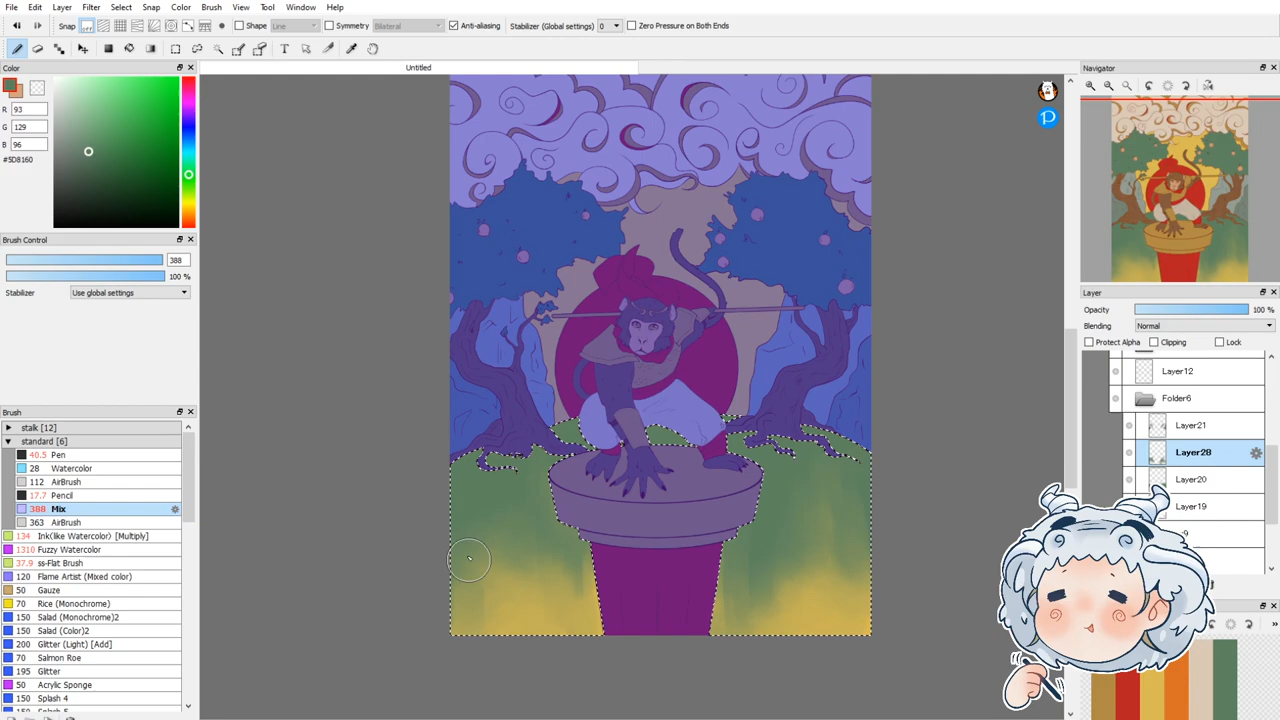 File Edit Layer Filter Select Snap Color Brush View Tool Window Help
Snap off Shape Line Symmetry Bilateral Anti-aliasing Stabilizer (Global settings) 0 Zero Pressure on Both Ends
Color
Untitled
Navigator
R 93
G 129
B 96
#5D8160
Brush Control
388
100 %
Stabilizer Use global settings
Layer
Opacity 100 %
Blending Normal
Protect Alpha Clipping Lock
Layer12
Folder6
Layer21
Layer28
Layer20
Layer19
9
Brush
stalk [12]
standard [6]
40.5 Pen
28 Watercolor
112 AirBrush
17.7 Pencil
388 Mix
363 AirBrush
134 Ink(like Watercolor) [Multiply]
1310 Fuzzy Watercolor
37.9 ss-Flat Brush
120 Flame Artist (Mixed color)
50 Gauze
70 Rice (Monochrome)
150 Salad (Monochrome)2
150 Salad (Color)2
200 Glitter (Light) [Add]
70 Salmon Roe
195 Glitter
50 Acrylic Sponge
150 Splash 4
150 Splash 5